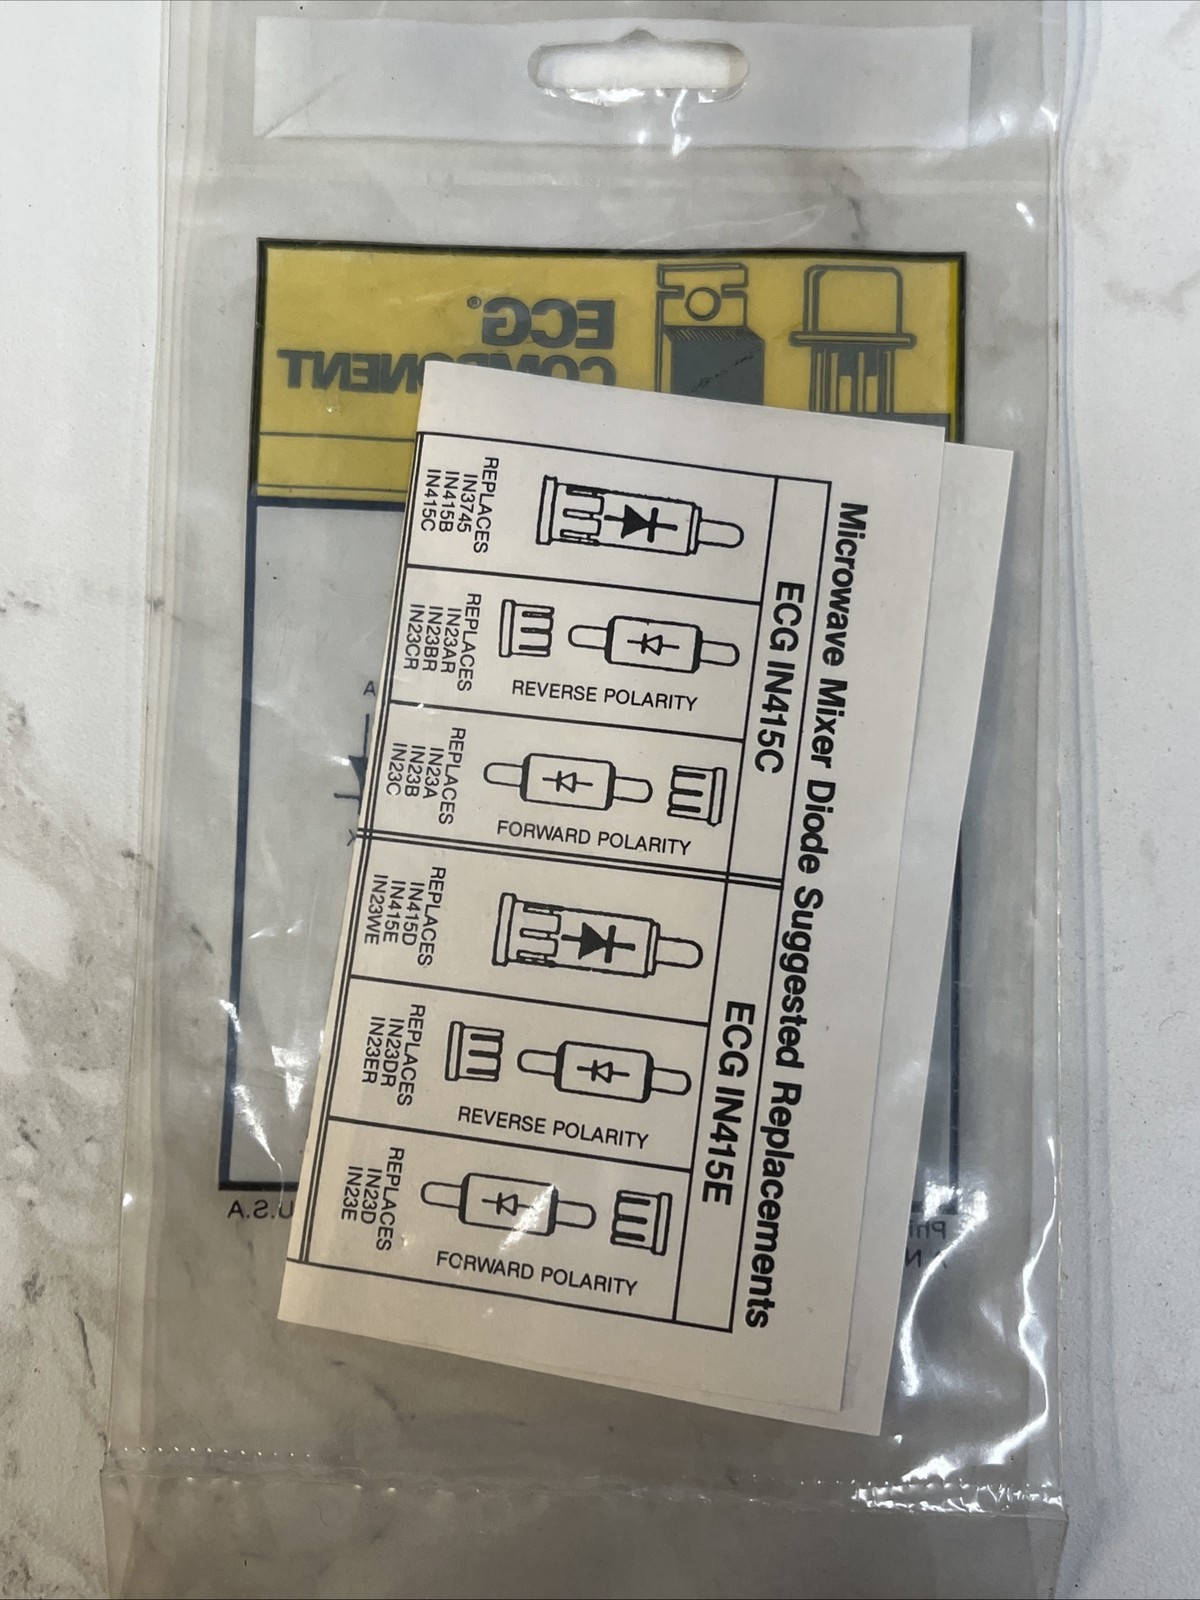 ECG®
COMPONENT
Microwave Mixer Diode Suggested Replacements
ECG IN415C
REPLACES
IN3745
IN415B
IN415C
REVERSE POLARITY
REPLACES
IN23AR
IN23BR
IN23CR
FORWARD POLARITY
REPLACES
IN23A
IN23B
IN23C
ECG IN415E
REPLACES
IN415D
IN415E
IN23WE
REVERSE POLARITY
REPLACES
IN23DR
IN23ER
FORWARD POLARITY
REPLACES
IN23D
IN23E
A
K
U.S.A.